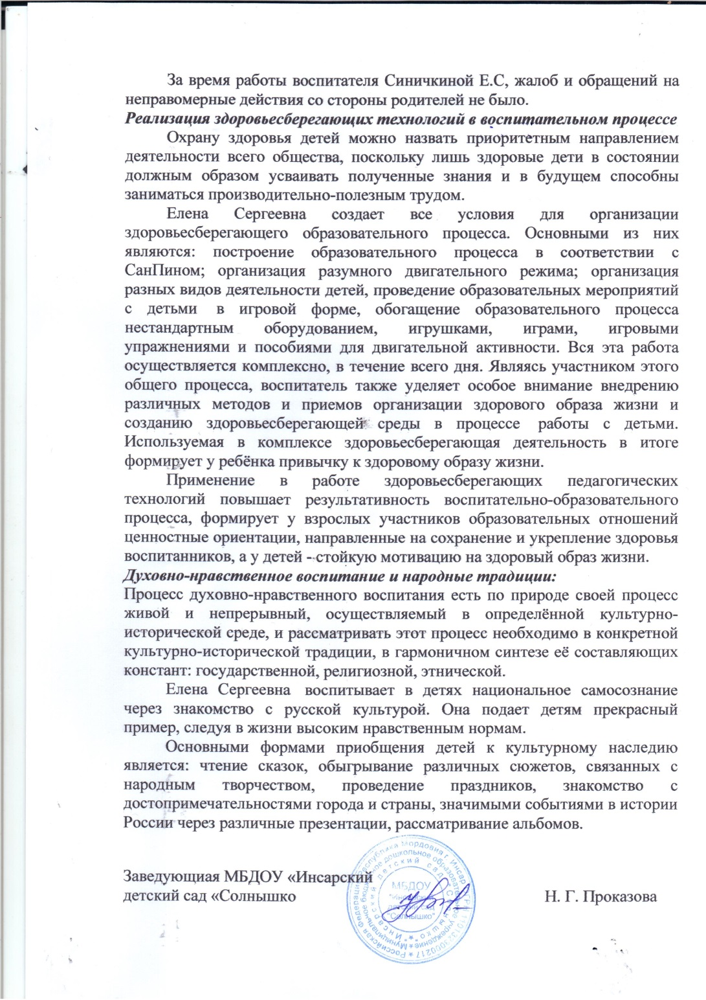 За время работы воспитателя Синичкиной Е.С, жалоб и обращений на
неправомерные действия со стороны родителей не было.
Реализация здоровьесберегающих технологий в воспитательном процессе
Охрану здоровья детей можно назвать приоритетным направлением
деятельности всего общества, поскольку лишь здоровые дети в состоянии
должным образом усваивать полученные знания и в будущем способны
заниматься производительно-полезным трудом.
Елена Сергеевна создает все условия для организации
здоровьесберегающего образовательного процесса. Основными из них
являются: построение образовательного процесса в соответствии с
СанПином; организация разумного двигательного режима; организация
разных видов деятельности детей, проведение образовательных мероприятий
с детьми в игровой форме, обогащение образовательного процесса
нестандартным оборудованием, игрушками, играми, игровыми
упражнениями и пособиями для двигательной активности. Вся эта работа
осуществляется комплексно, в течение всего дня. Являясь участником этого
общего процесса, воспитатель также уделяет особое внимание внедрению
различных методов и приемов организации здорового образа жизни и
созданию здоровьесберегающей среды в процессе работы с детьми.
Используемая в комплексе здоровьесберегающая деятельность в итоге
формирует у ребёнка привычку к здоровому образу жизни.
Применение в работе здоровьесберегающих педагогических
технологий повышает результативность воспитательно-образовательного
процесса, формирует у взрослых участников образовательных отношений
ценностные ориентации, направленные на сохранение и укрепление здоровья
воспитанников, а у детей - стойкую мотивацию на здоровый образ жизни.
Духовно-нравственное воспитание и народные традиции:
Процесс духовно-нравственного воспитания есть по природе своей процесс
живой и непрерывный, осуществляемый в определённой культурно-
исторической среде, и рассматривать этот процесс необходимо в конкретной
культурно-исторической традиции, в гармоничном синтезе её составляющих
констант: государственной, религиозной, этнической.
Елена Сергеевна воспитывает в детях национальное самосознание
через знакомство с русской культурой. Она подает детям прекрасный
пример, следуя в жизни высоким нравственным нормам.
Основными формами приобщения детей к культурному наследию
является: чтение сказок, обыгрывание различных сюжетов, связанных с
народным творчеством, проведение праздников, знакомство с
достопримечательностями города и страны, значимыми событиями в истории
России через различные презентации, рассматривание альбомов.
Заведующиая МБДОУ «Инсарский
детский сад «Солнышко Н. Г. Проказова
Российская Федерация Республика Мордовия г. Инсар
Муниципальное бюджетное дошкольное образовательное учреждение
"Инсарский детский сад "Солнышко"
МБДОУ
"Инсарский
детский сад
"Солнышко"